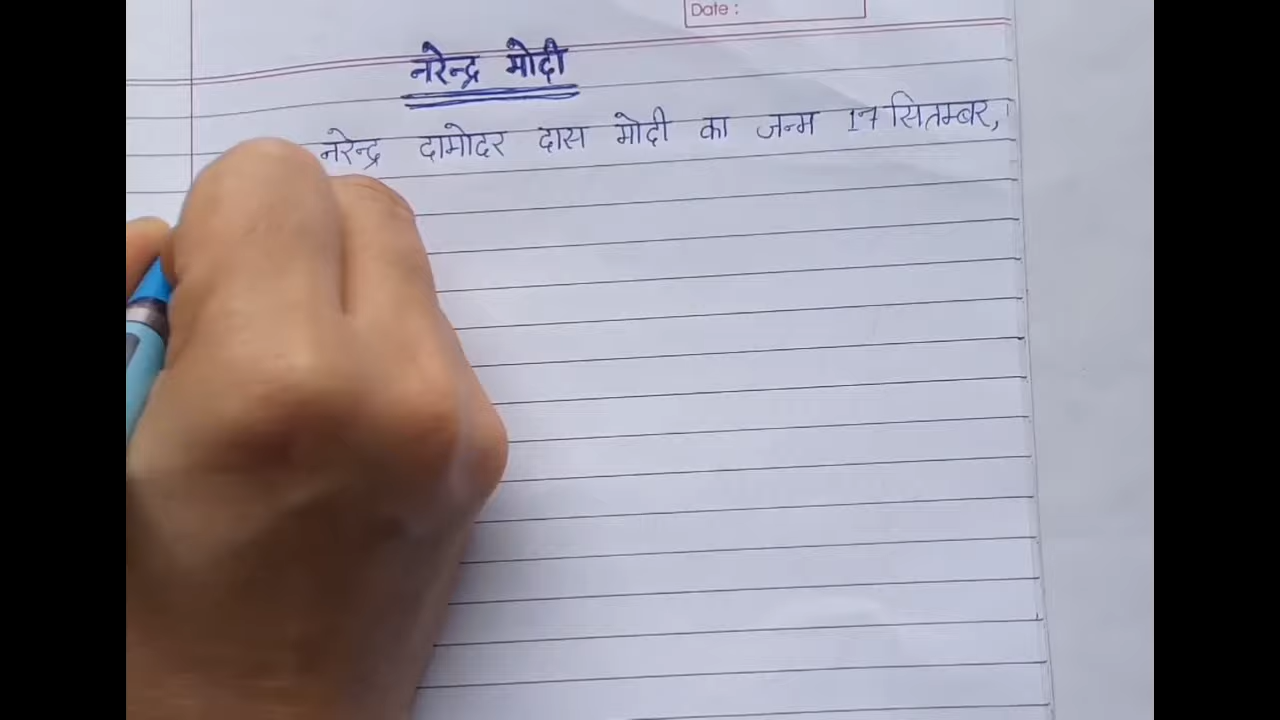 Date :
नरेन्द्र मोदी
नरेन्द्र दामोदर दास मोदी का जन्म 17 सितम्बर,